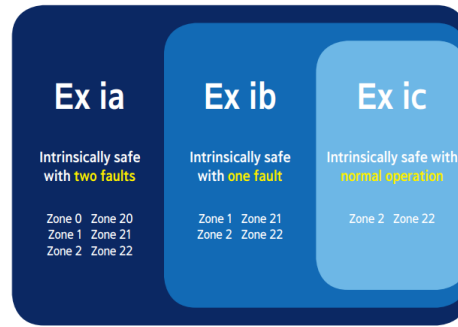 Ex ia
Intrinsically safe
with two faults
Zone 0 Zone 20
Zone 1 Zone 21
Zone 2 Zone 22
Ex ib
Intrinsically safe
with one fault
Zone 1 Zone 21
Zone 2 Zone 22
Ex ic
Intrinsically safe with
normal operation
Zone 2 Zone 22